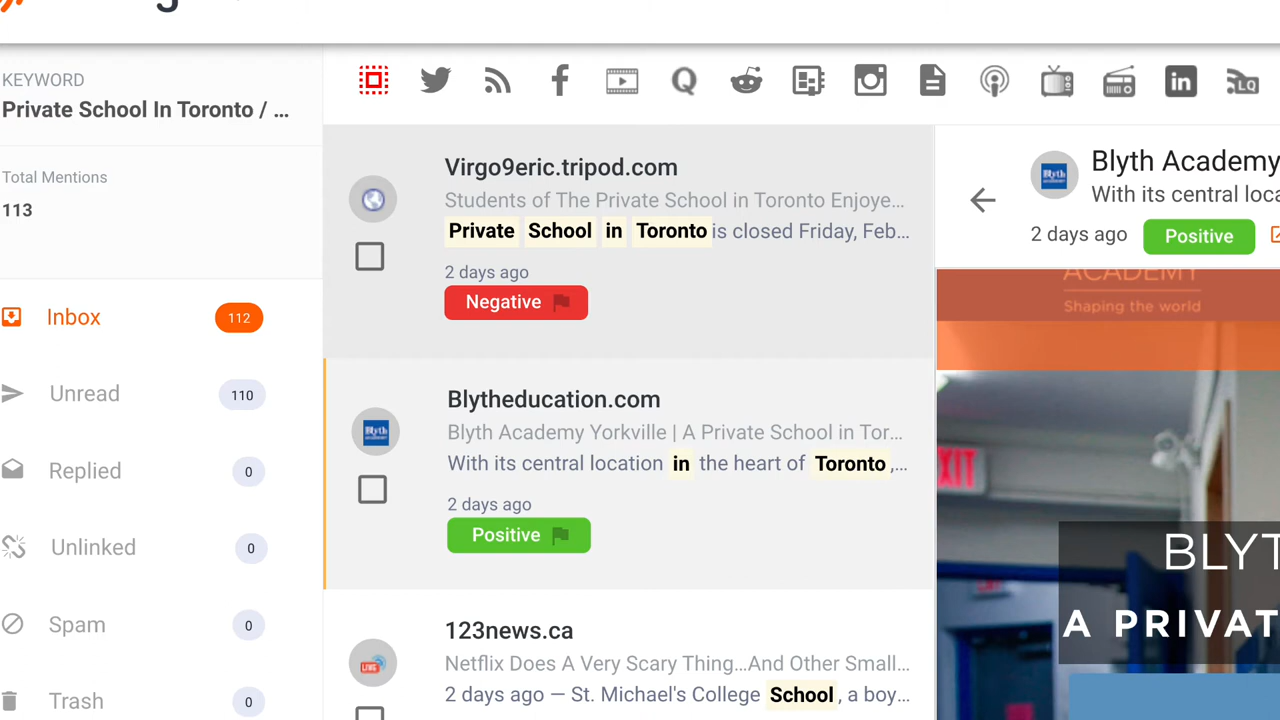 KEYWORD
Private School In Toronto / ...
Total Mentions
113
Inbox
112
Unread
110
Replied
0
Unlinked
0
Spam
0
Trash
0
Q
in
LQ
Virgo9eric.tripod.com
Students of The Private School in Toronto Enjoye...
Private School in Toronto is closed Friday, Feb...
2 days ago
Negative
Blyth
Blytheducation.com
Blyth Academy Yorkville | A Private School in Tor...
With its central location in the heart of Toronto,...
2 days ago
Positive
LIVE
123news.ca
Netflix Does A Very Scary Thing...And Other Small...
2 days ago — St. Michael's College School, a boy...
Blyth
Blyth Academy
With its central loca
2 days ago
Positive
ACADEMY
Shaping the world
EXIT
BLYT
A PRIVAT